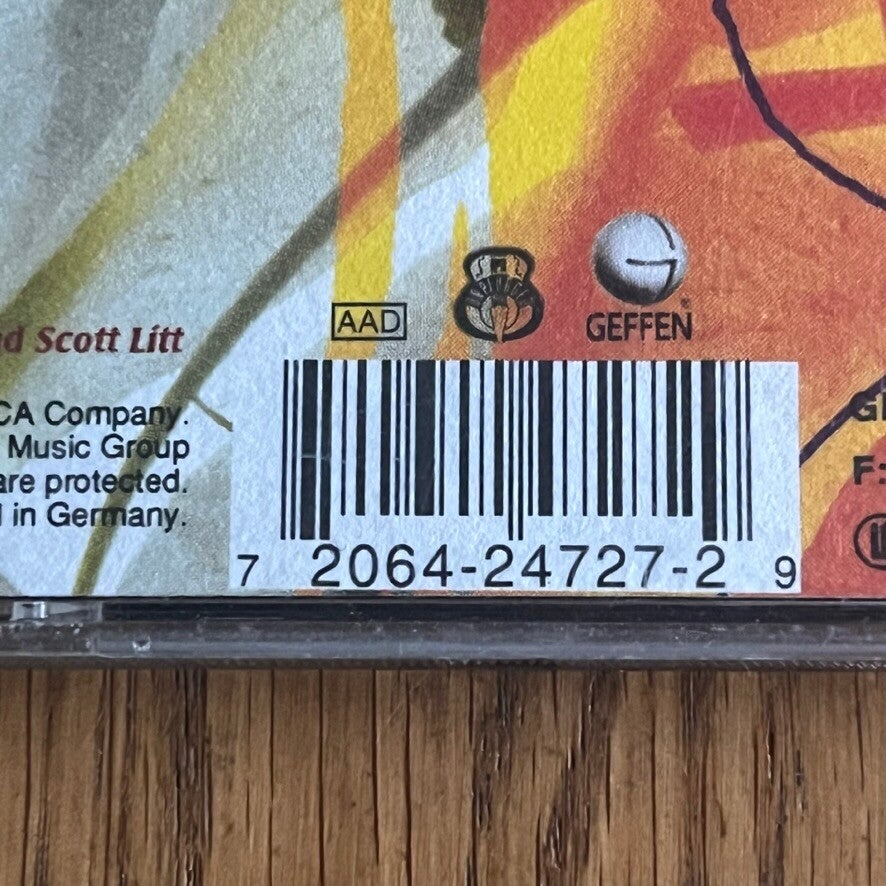 AAD
GEFFEN®
d Scott Litt
CA Company.
Music Group
are protected.
in Germany.
7 2064-24727-2 9
F: